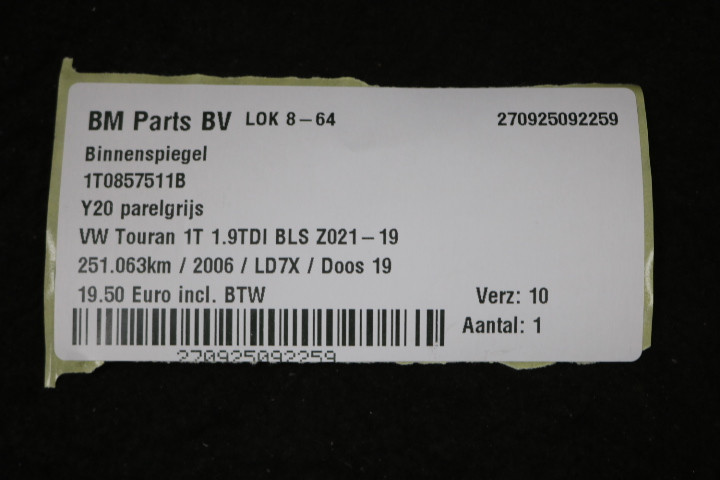 BM Parts BV LOK 8-64 270925092259
Binnenspiegel
1T0857511B
Y20 parelgrijs
VW Touran 1T 1.9TDI BLS Z021-19
251.063km / 2006 / LD7X / Doos 19
19.50 Euro incl. BTW Verz: 10
Aantal: 1
270925092259